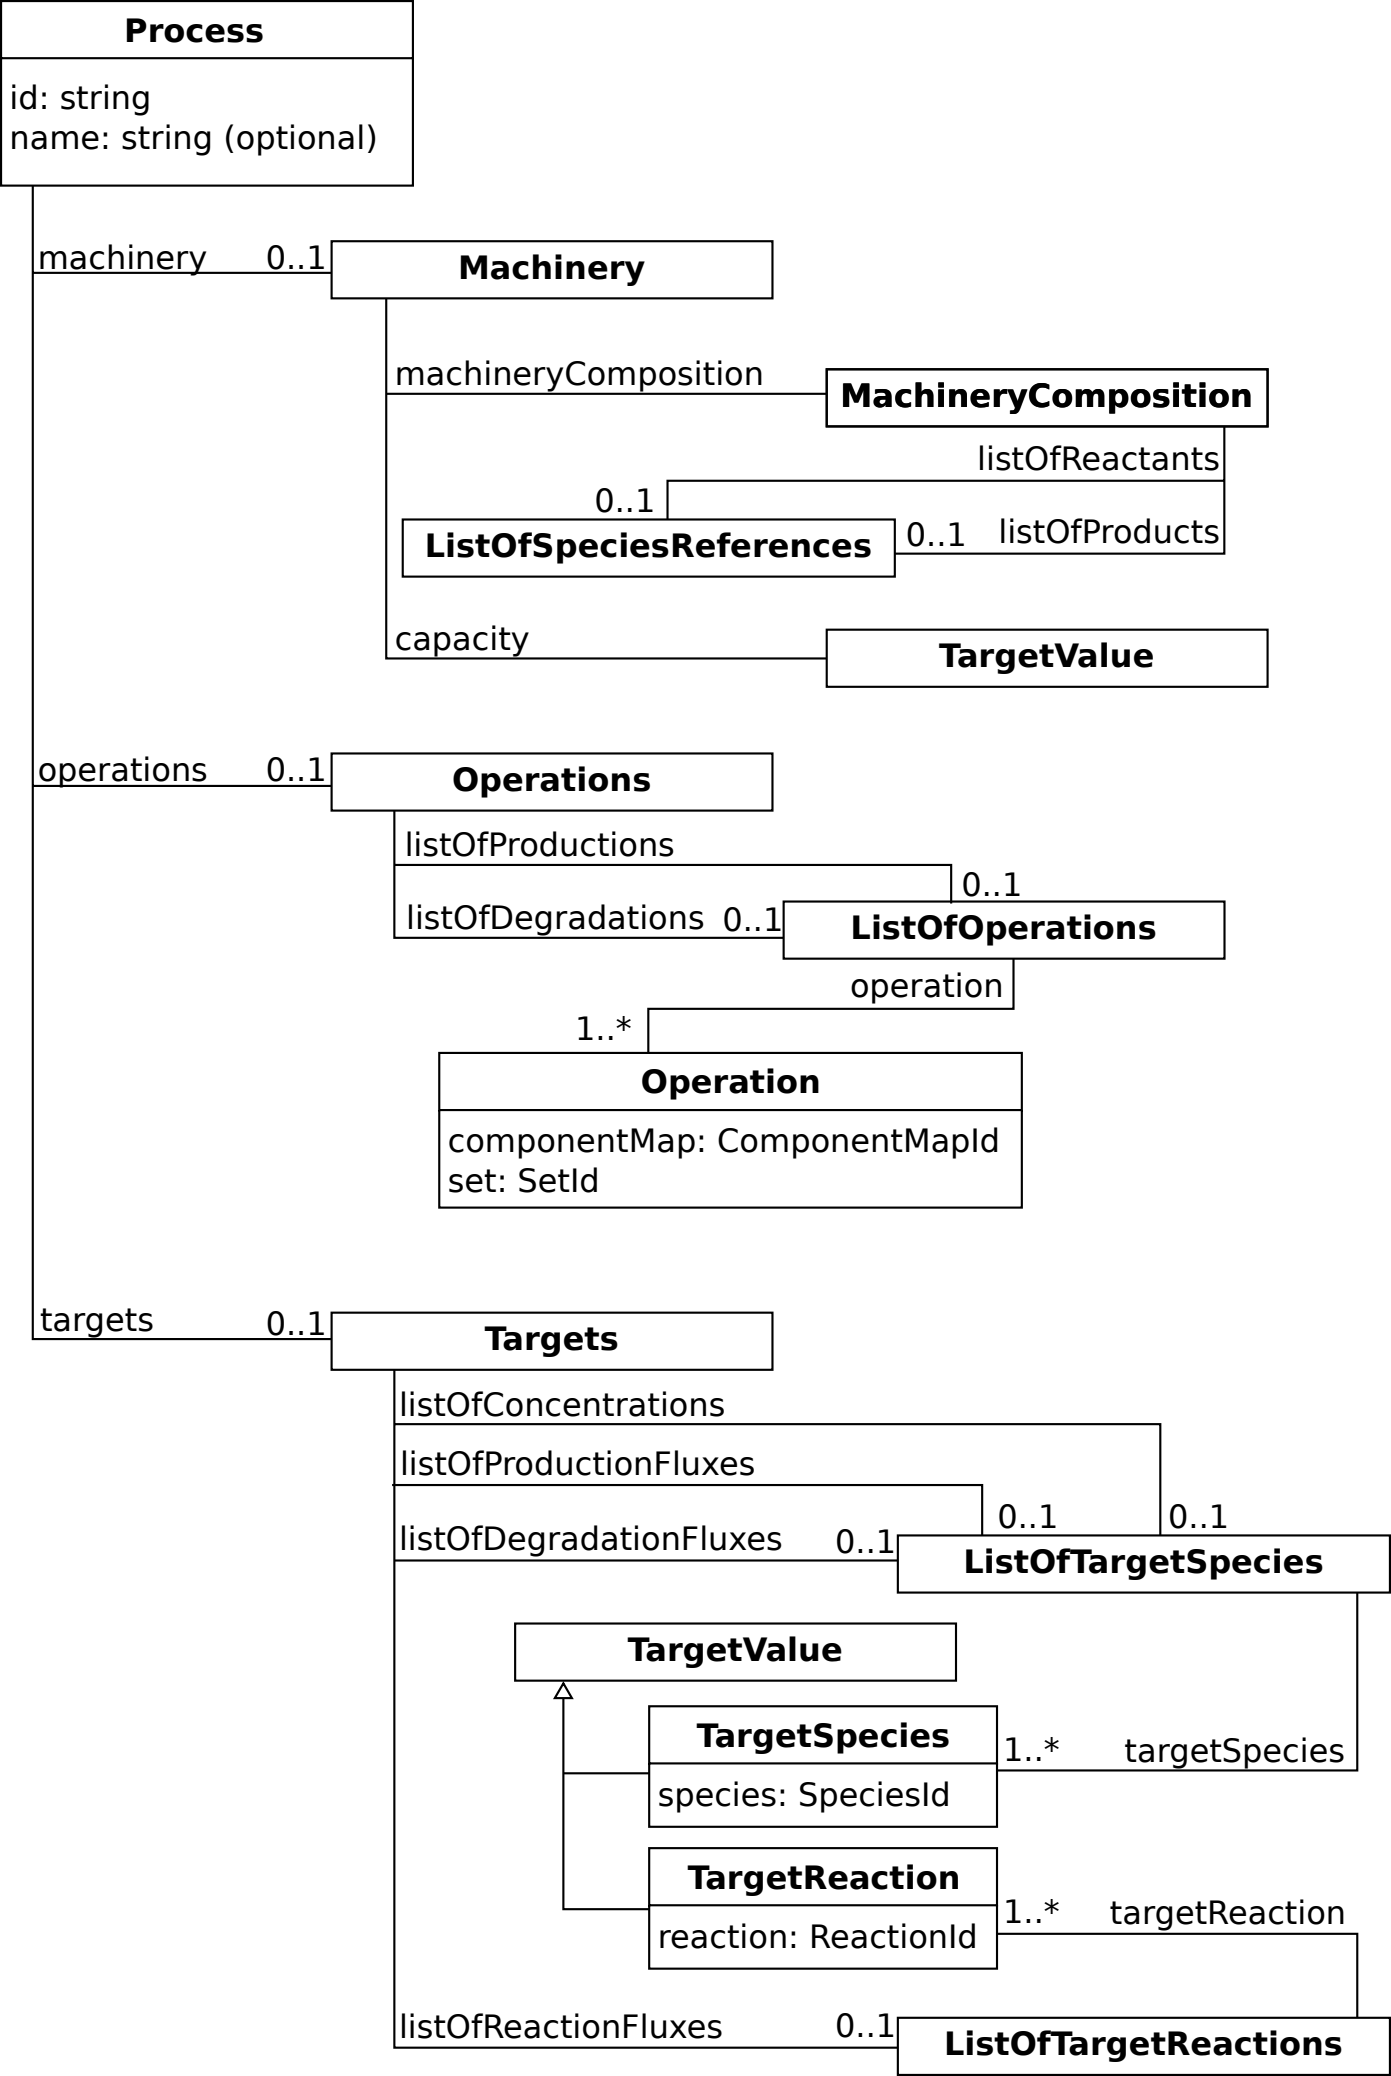 Process
id: string
name: string (optional)
machinery 0..1
Machinery
machineryComposition
MachineryComposition
listOfReactants
0..1
ListOfSpeciesReferences
0..1 listOfProducts
capacity
TargetValue
operations 0..1
Operations
listOfProductions
0..1
listOfDegradations 0..1
ListOfOperations
operation
1..*
Operation
componentMap: ComponentMapId
set: SetId
targets 0..1
Targets
listOfConcentrations
listOfProductionFluxes
0..1 0..1
listOfDegradationFluxes 0..1
ListOfTargetSpecies
TargetValue
TargetSpecies
1..* targetSpecies
species: SpeciesId
TargetReaction
1..* targetReaction
reaction: ReactionId
listOfReactionFluxes 0..1
ListOfTargetReactions